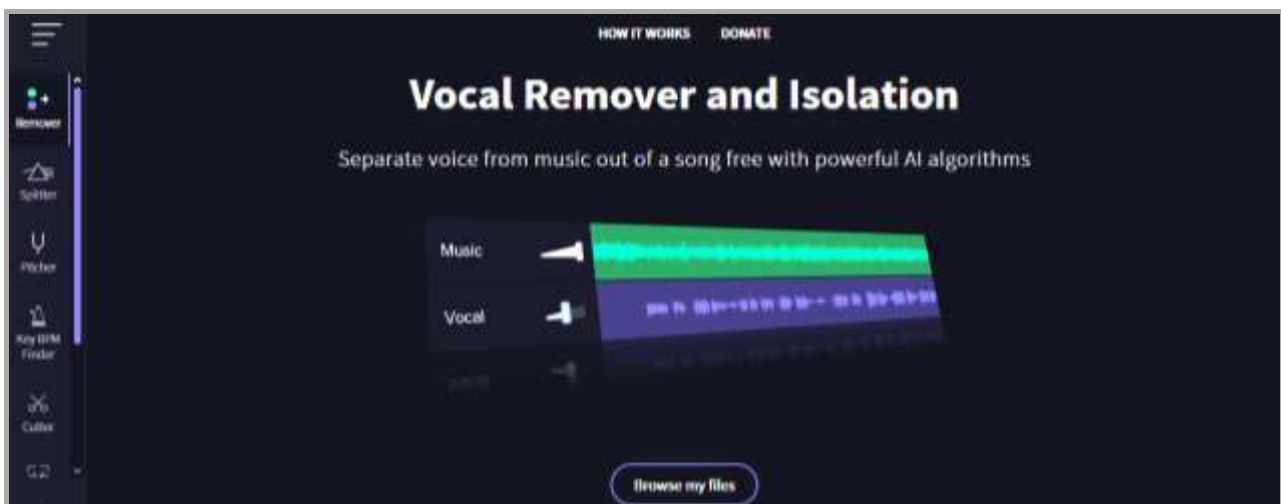 HOW IT WORKS DONATE
Vocal Remover and Isolation
Remover
Separate voice from music out of a song free with powerful AI algorithms
Splitter
Pitcher
Music
Vocal
Key BPM
Finder
Cutter
Browse my files